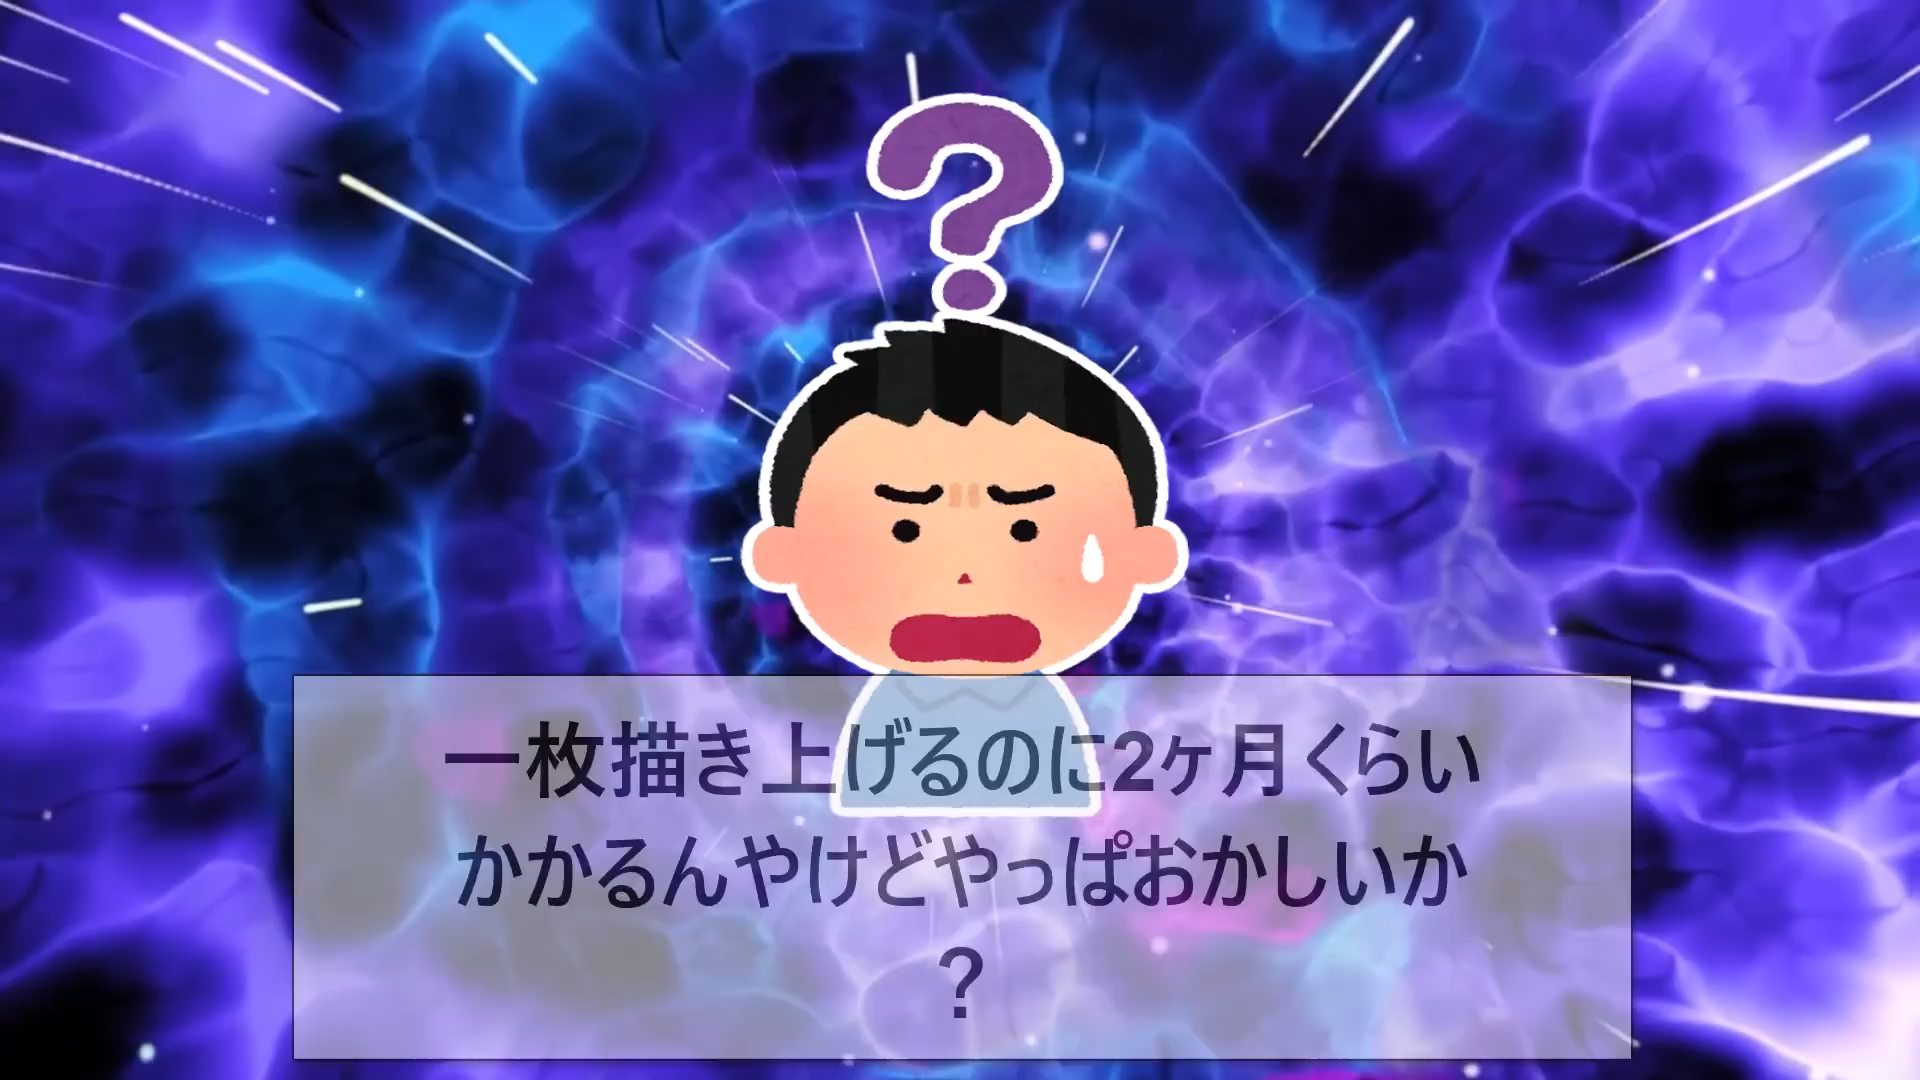 ?
一枚描き上げるのに2ヶ月くらい
かかるんやけどやっぱおかしいか
?